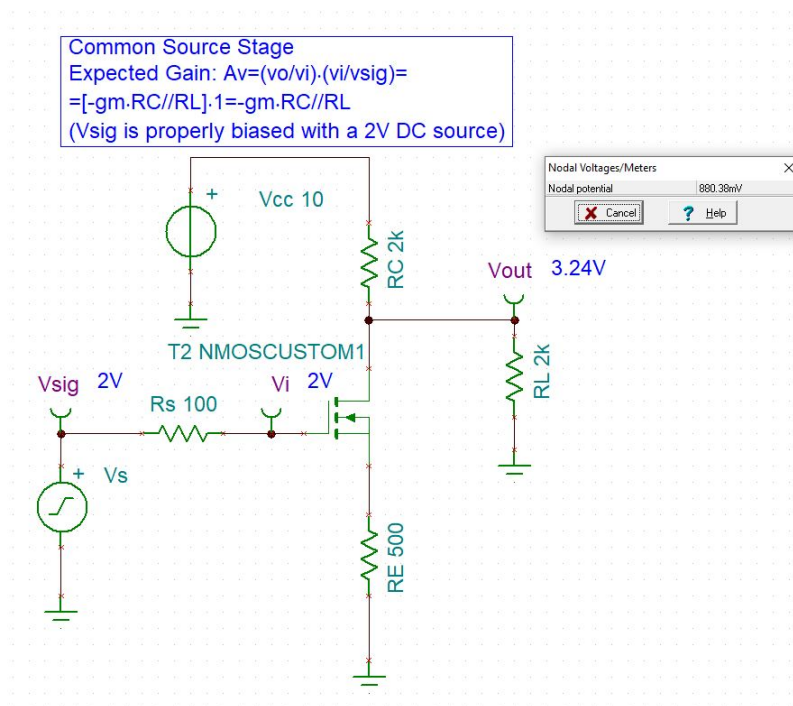 Common Source Stage
Expected Gain: Av=(vo/vi)·(vi/vsig)=
=[-gm·RC//RL]·1=-gm·RC//RL
(Vsig is properly biased with a 2V DC source)
Nodal Voltages/Meters
Nodal potential 880.38mV
Cancel ? Help
+ Vcc 10
RC 2k
Vout 3.24V
T2 NMOSCUSTOM1
RL 2k
Vsig 2V Vi 2V
Rs 100
+ Vs
RE 500